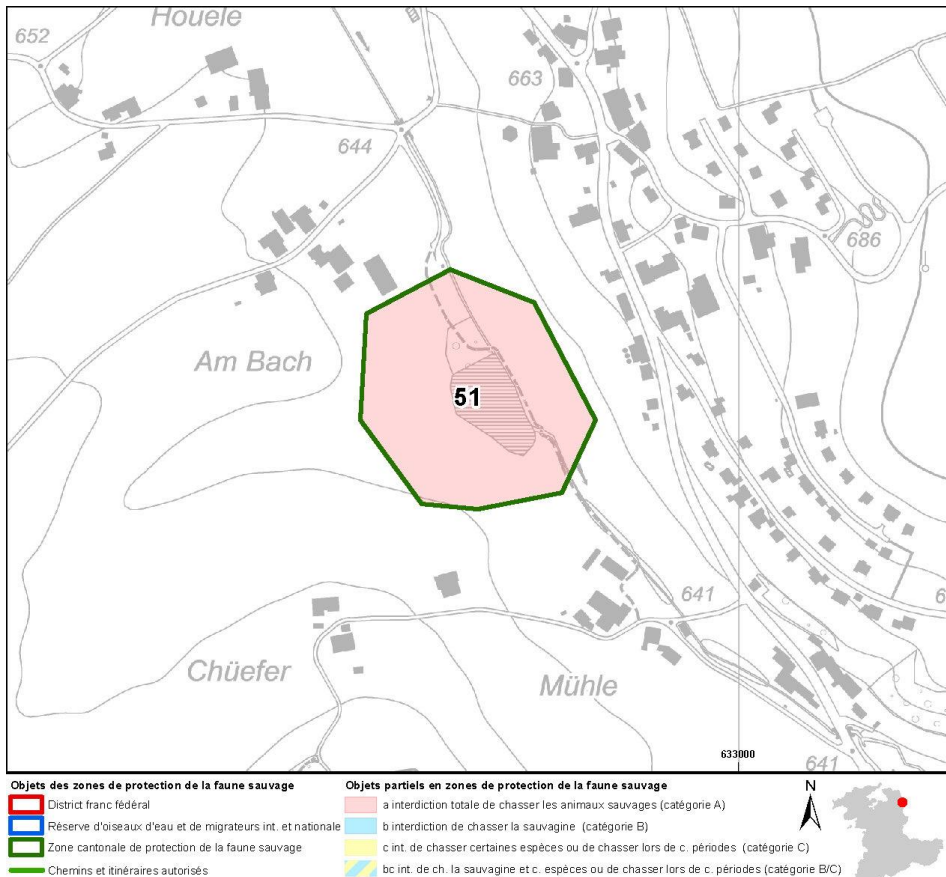 Houele
652
663
644
686
Am Bach
51
641
Chüefer
Mühle
633000
641
Objets des zones de protection de la faune sauvage
District franc fédéral
Réserve d'oiseaux d'eau et de migrateurs int. et nationale
Zone cantonale de protection de la faune sauvage
Chemins et itinéraires autorisés
Objets partiels en zones de protection de la faune sauvage
a interdiction totale de chasser les animaux sauvages (catégorie A)
b interdiction de chasser la sauvagine (catégorie B)
c int. de chasser certaines espèces ou de chasser lors de c. périodes (catégorie C)
bc int. de ch. la sauvagine et c. espèces ou de chasser lors de c. périodes (catégorie B/C)
N